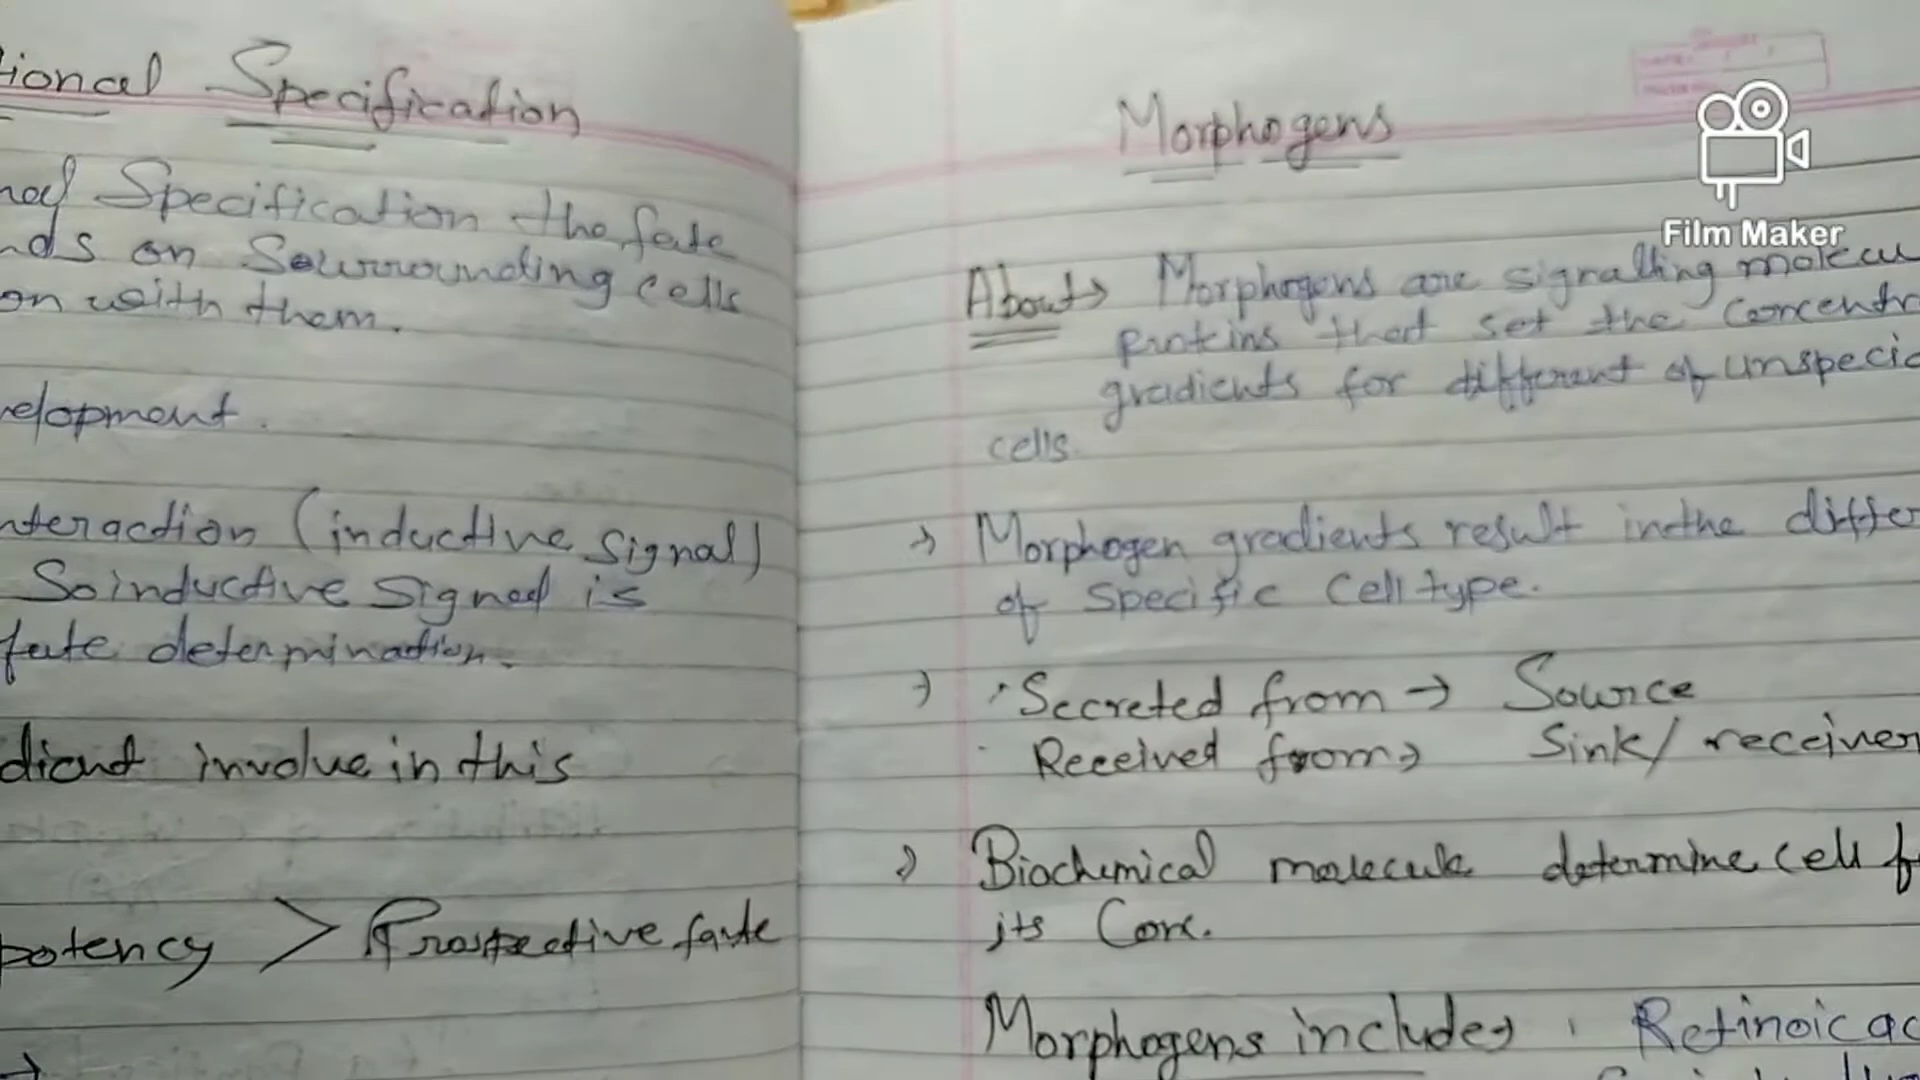 tional Specification
nal Specification the fate
nds on Sourrounding cells
on with them.
velopment.
nteraction (inductive signal)
So inductive Signal is
fate determination.
dient involve in this
potency > Prospective fate
Morphogens
Film Maker
About → Morphogens are signalling molecu
proteins that set the Concentr
gradients for different of unspecia
cells.
→ Morphogen gradients result in the differ
of Specific Cell type.
→ · Secreted from → Source
· Received from → Sink/receiver
→ Biochemical molecule determine cell f
its Conc.
Morphogens include → Retinoic ac